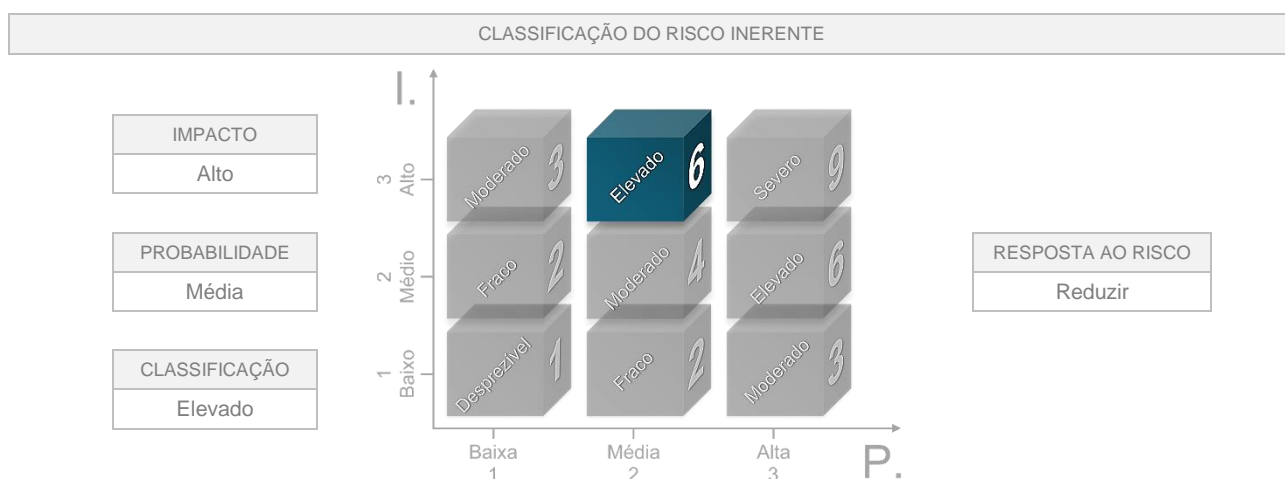 CLASSIFICAÇÃO DO RISCO INERENTE
IMPACTO
Alto
PROBABILIDADE
Média
CLASSIFICAÇÃO
Elevado
I.
3
Alto
Moderado 3
Elevado 6
Severo 9
2
Médio
Fraco 2
Moderado 4
Elevado 6
1
Baixo
Desprezível 1
Fraco 2
Moderado 3
Baixa
1
Média
2
Alta
3
P.
RESPOSTA AO RISCO
Reduzir